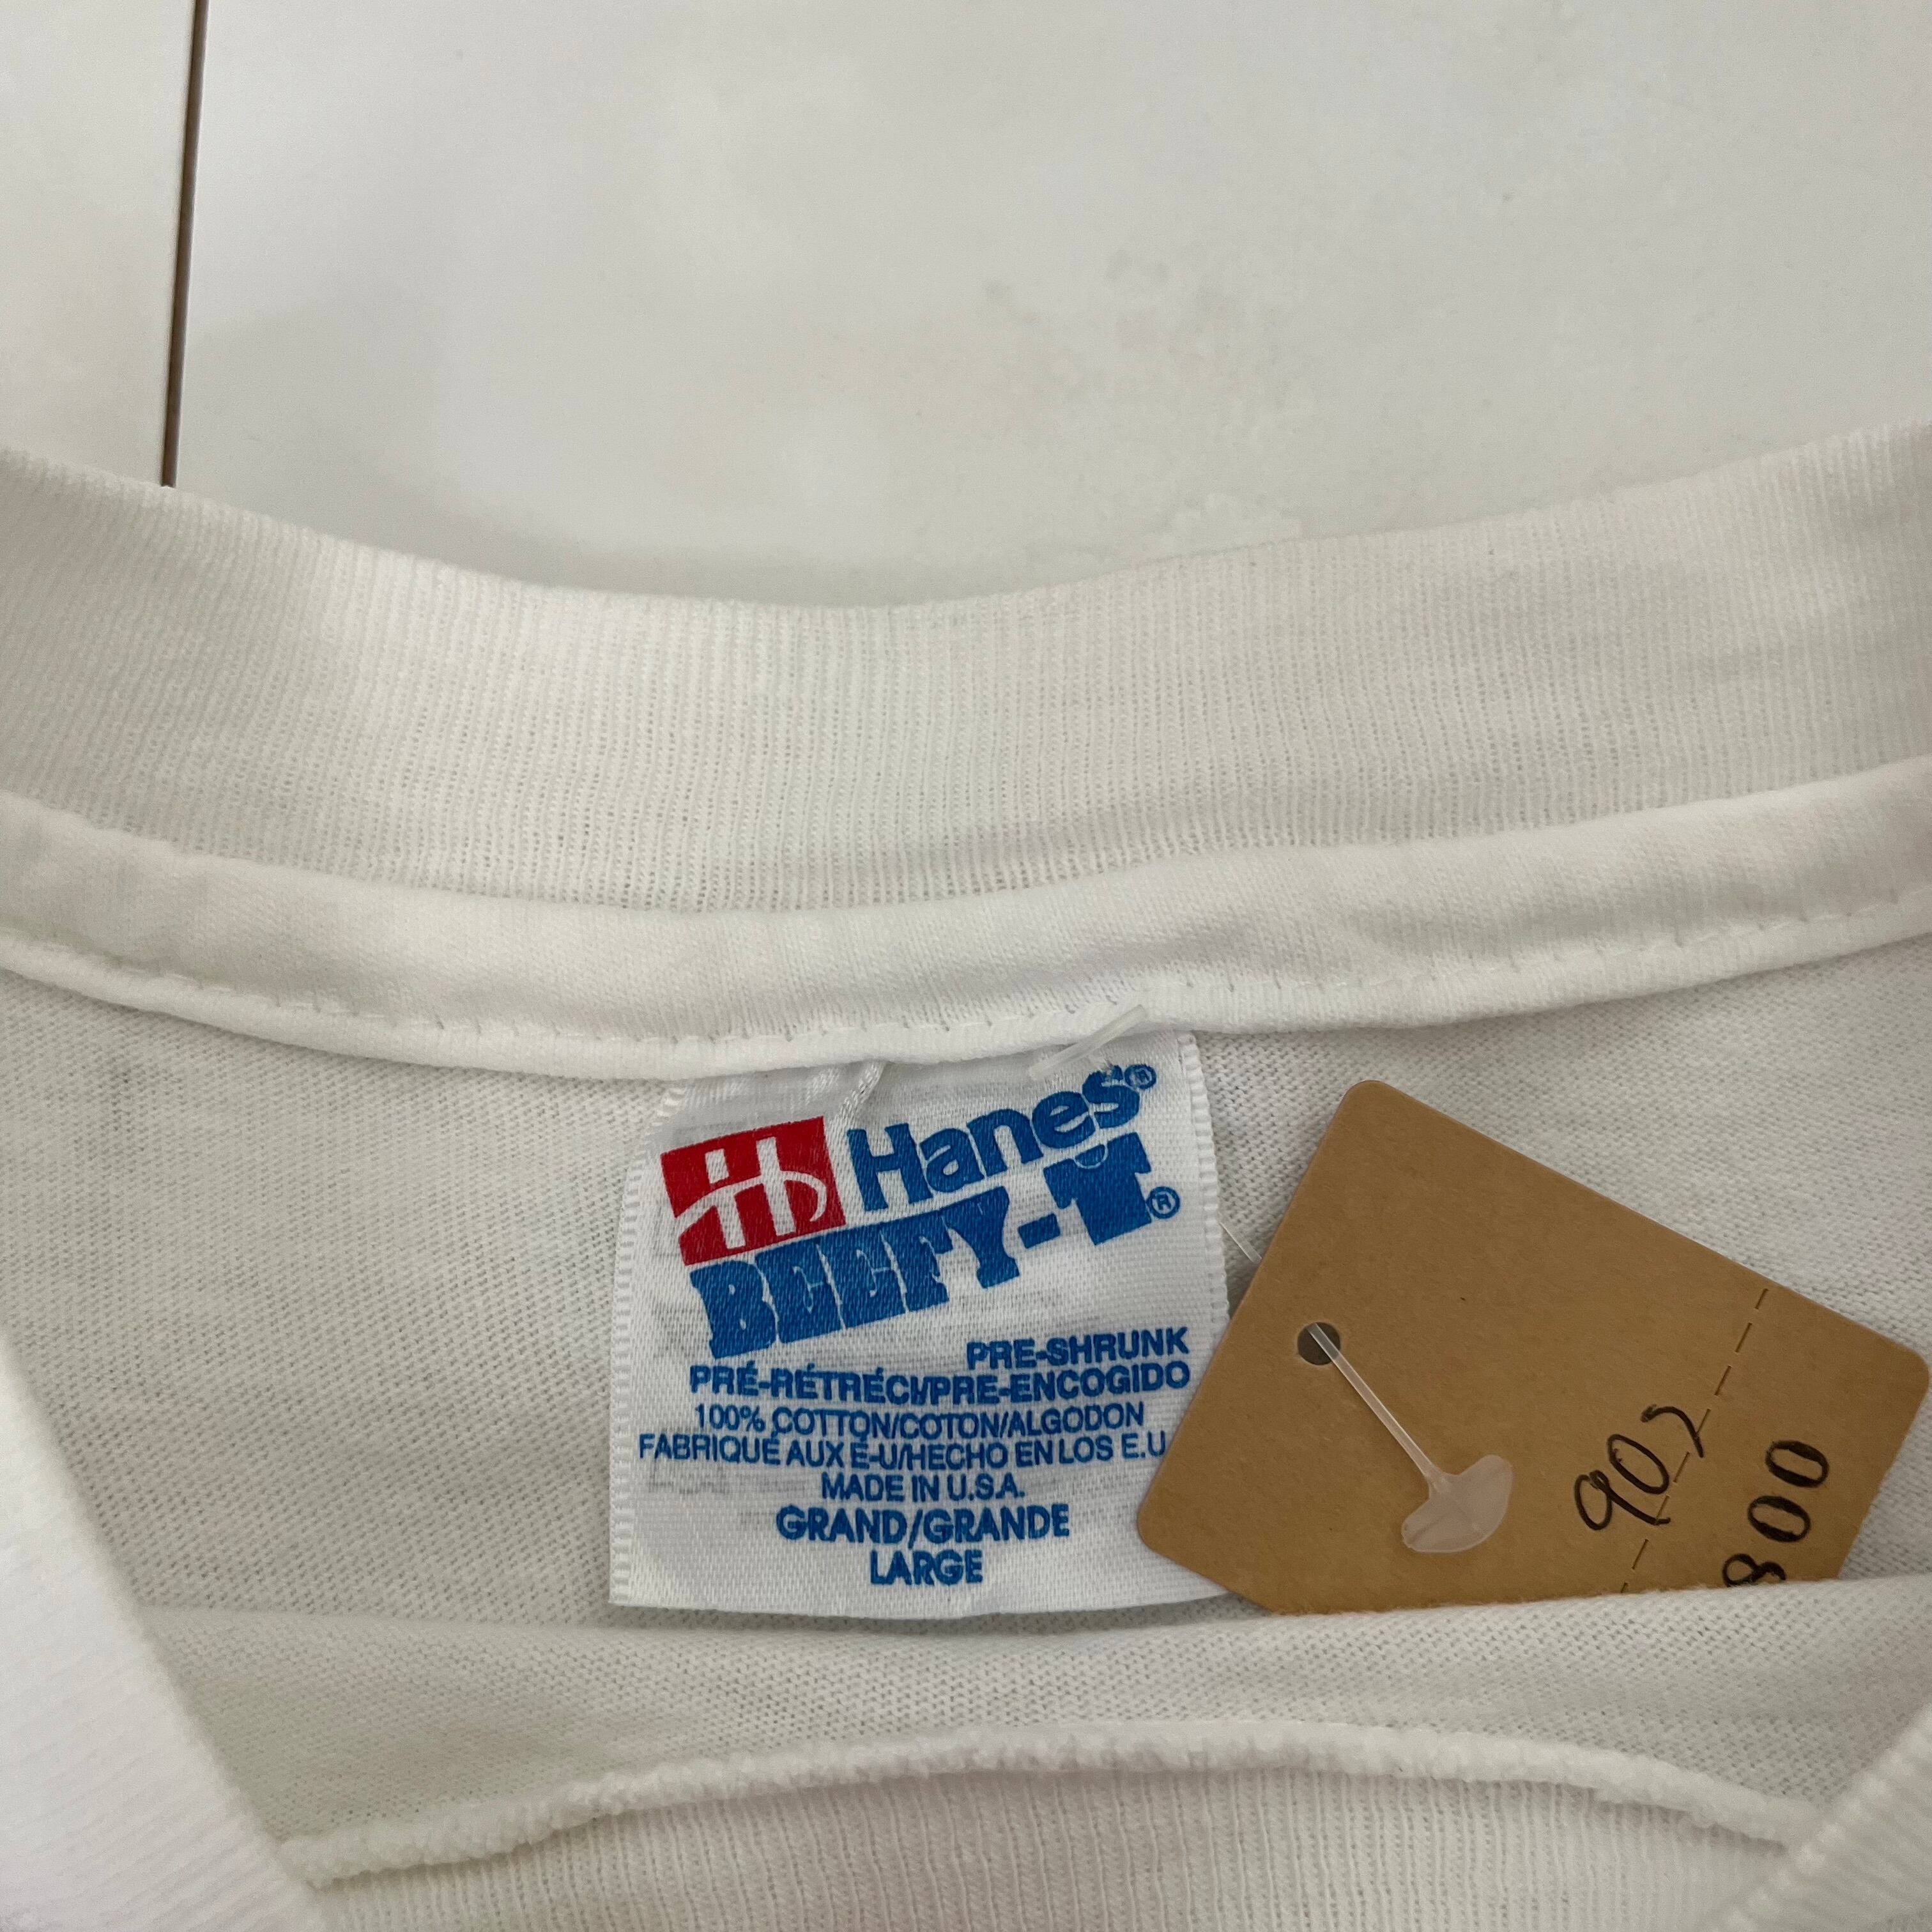 Hanes®
BEEFY-T®
PRE-SHRUNK
PRÉ-RÉTRÉCI/PRE-ENCOGIDO
100% COTTON/COTON/ALGODON
FABRIQUÉ AUX É-U/HECHO EN LOS E.U
MADE IN U.S.A.
GRAND/GRANDE
LARGE
902
800